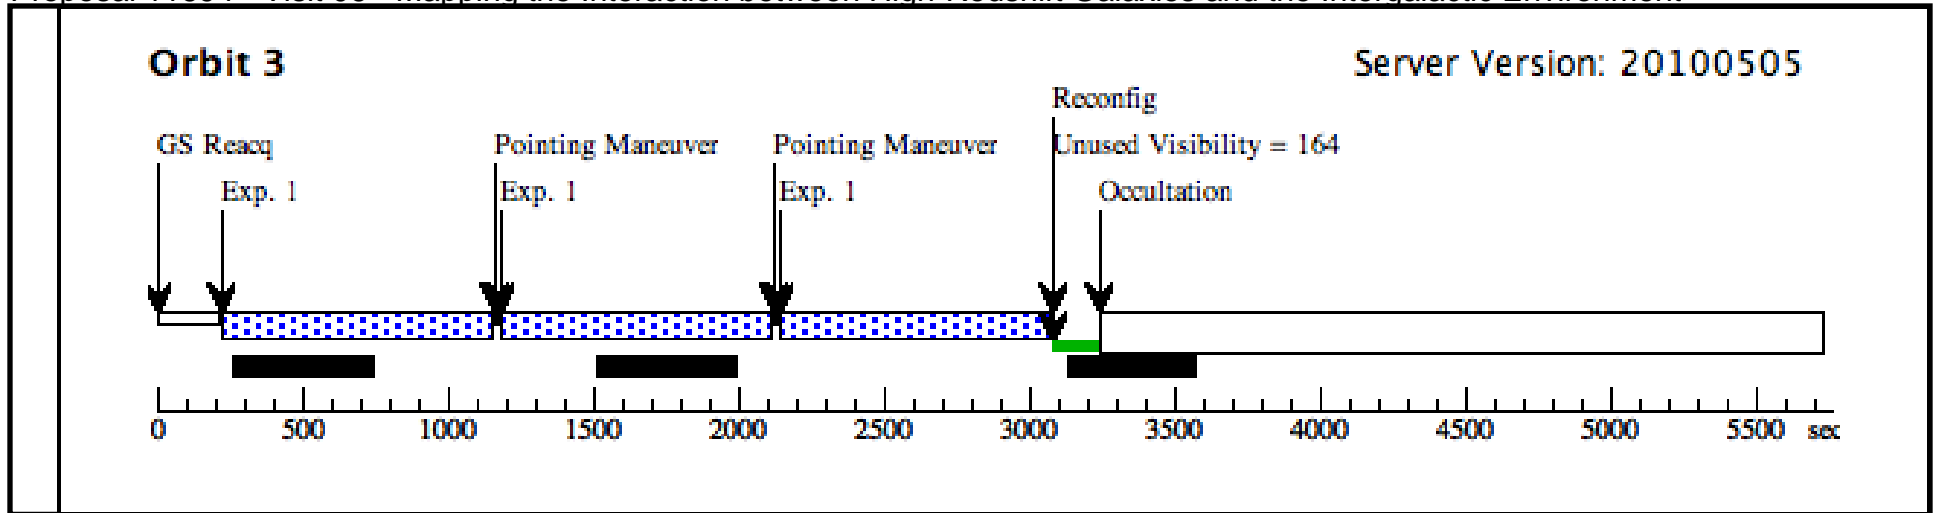 Orbit 3
Server Version: 20100505
Reconfig
GS Reacq
Pointing Maneuver
Pointing Maneuver
Unused Visibility = 164
Exp. 1
Exp. 1
Exp. 1
Occultation
0 500 1000 1500 2000 2500 3000 3500 4000 4500 5000 5500 sec